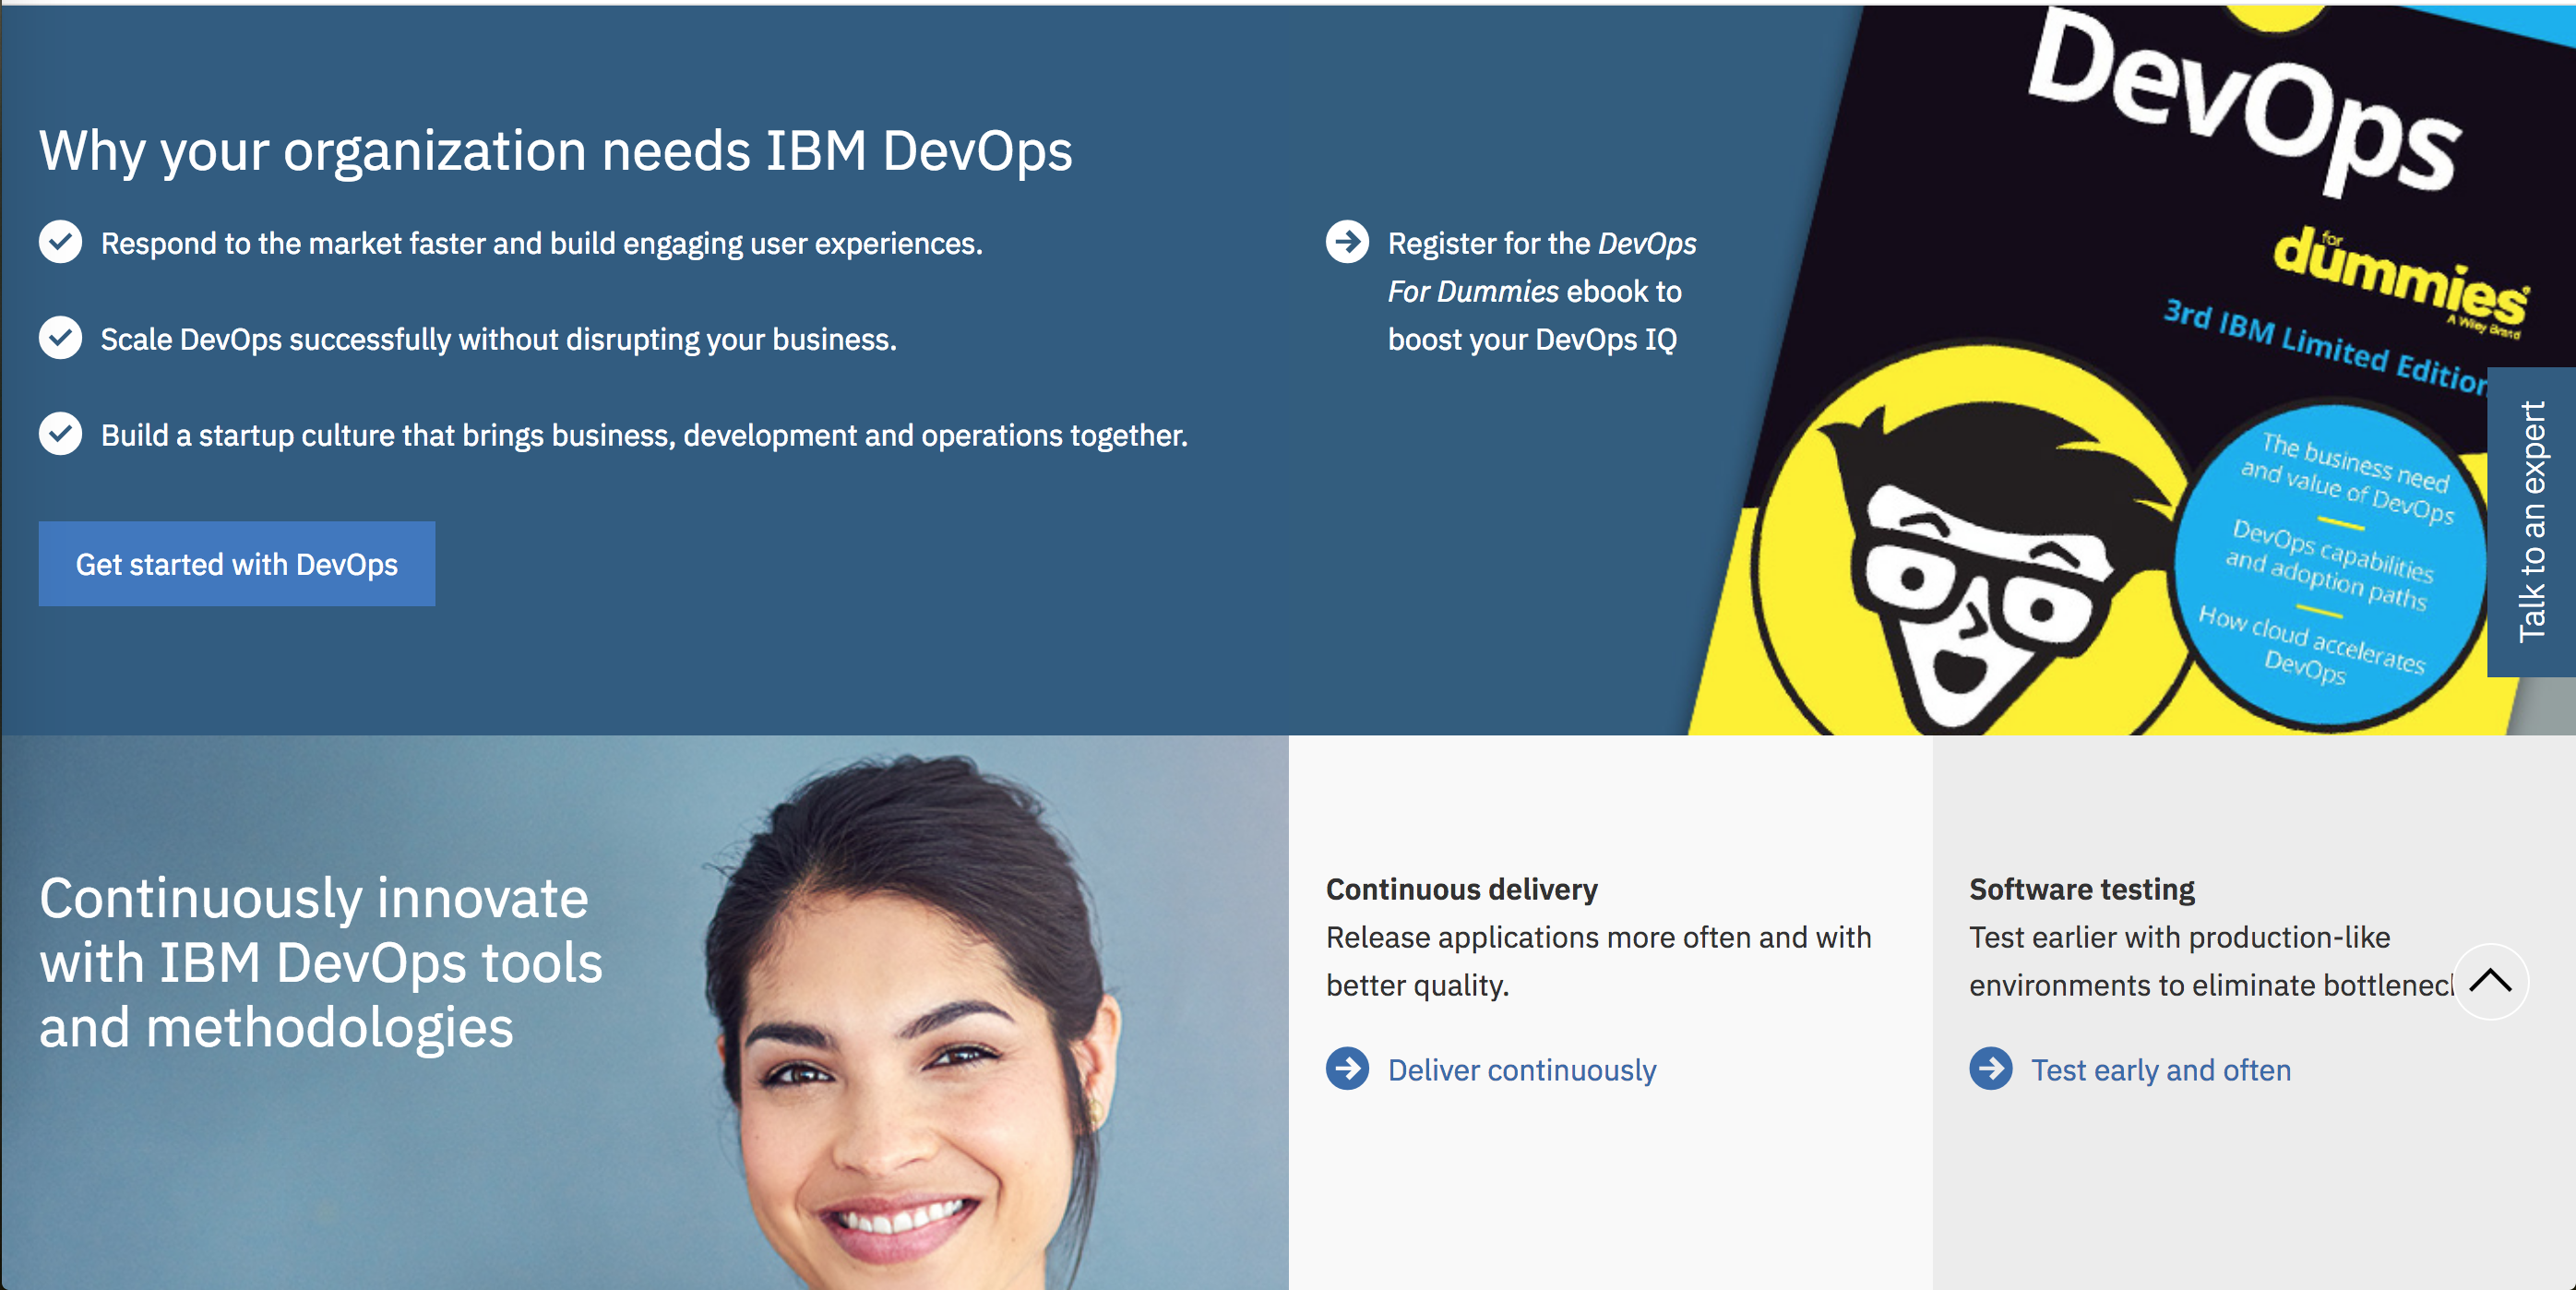 Why your organization needs IBM DevOps
Respond to the market faster and build engaging user experiences.
Scale DevOps successfully without disrupting your business.
Build a startup culture that brings business, development and operations together.
Get started with DevOps
Register for the DevOps
For Dummies ebook to
boost your DevOps IQ
DevOps
for
dummies®
A Wiley Brand
3rd IBM Limited Edition
The business need
and value of DevOps
DevOps capabilities
and adoption paths
How cloud accelerates
DevOps
Talk to an expert
Continuously innovate
with IBM DevOps tools
and methodologies
Continuous delivery
Release applications more often and with
better quality.
Deliver continuously
Software testing
Test earlier with production-like
environments to eliminate
Test early and often